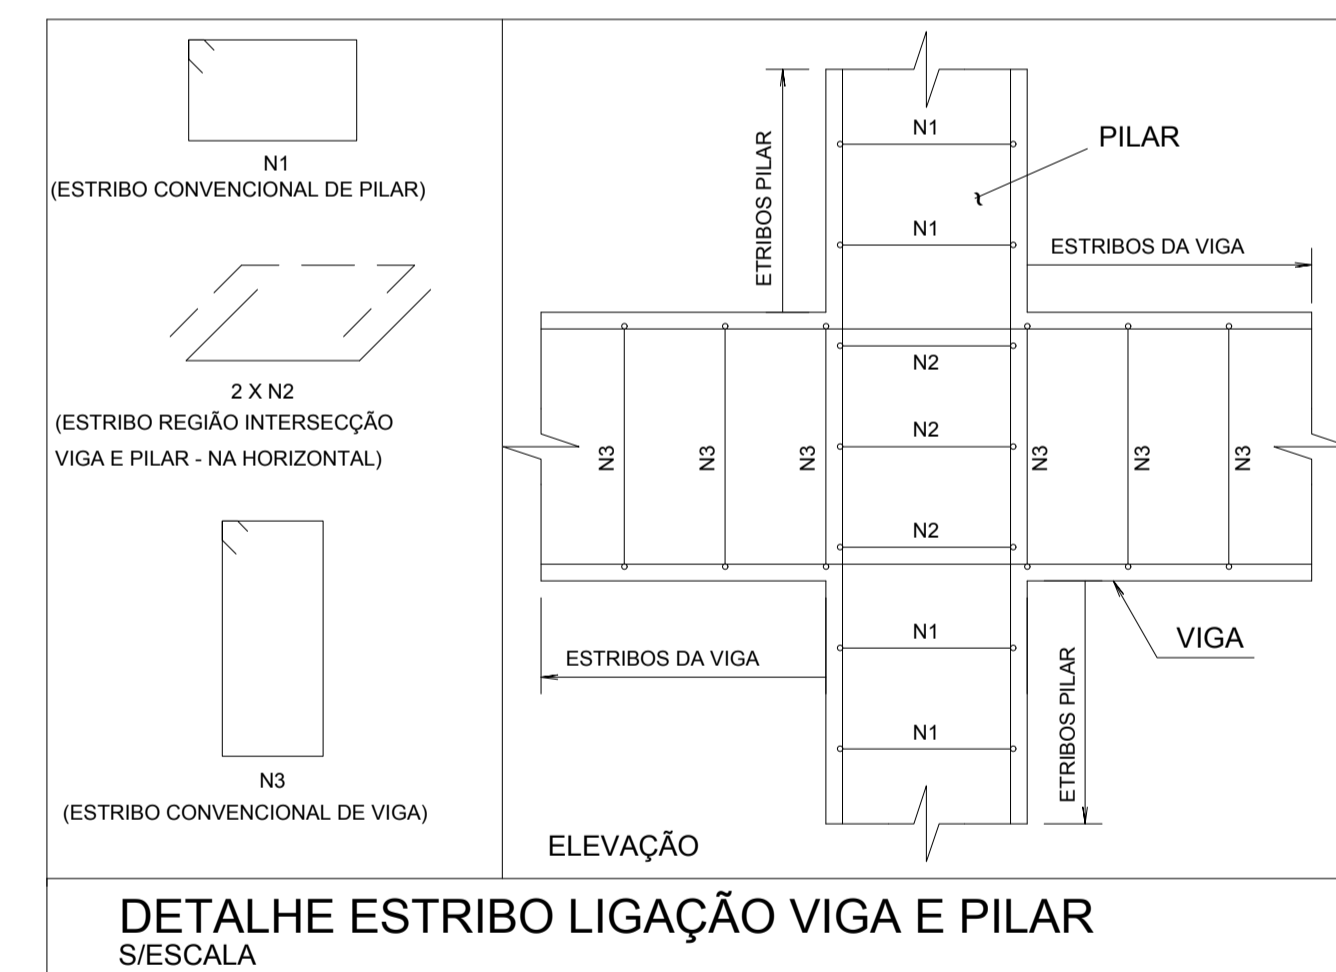 N1
(ESTRIBO CONVENCIONAL DE PILAR)
2 X N2
(ESTRIBO REGIÃO INTERSECÇÃO
VIGA E PILAR - NA HORIZONTAL)
N3
(ESTRIBO CONVENCIONAL DE VIGA)
ETRIBOS PILAR
N1
PILAR
N1
ESTRIBOS DA VIGA
N2
N2
N3
N3
N3
N3
N3
N3
N2
N1
VIGA
ESTRIBOS DA VIGA
ETRIBOS PILAR
N1
ELEVAÇÃO
DETALHE ESTRIBO LIGAÇÃO VIGA E PILAR
S/ESCALA